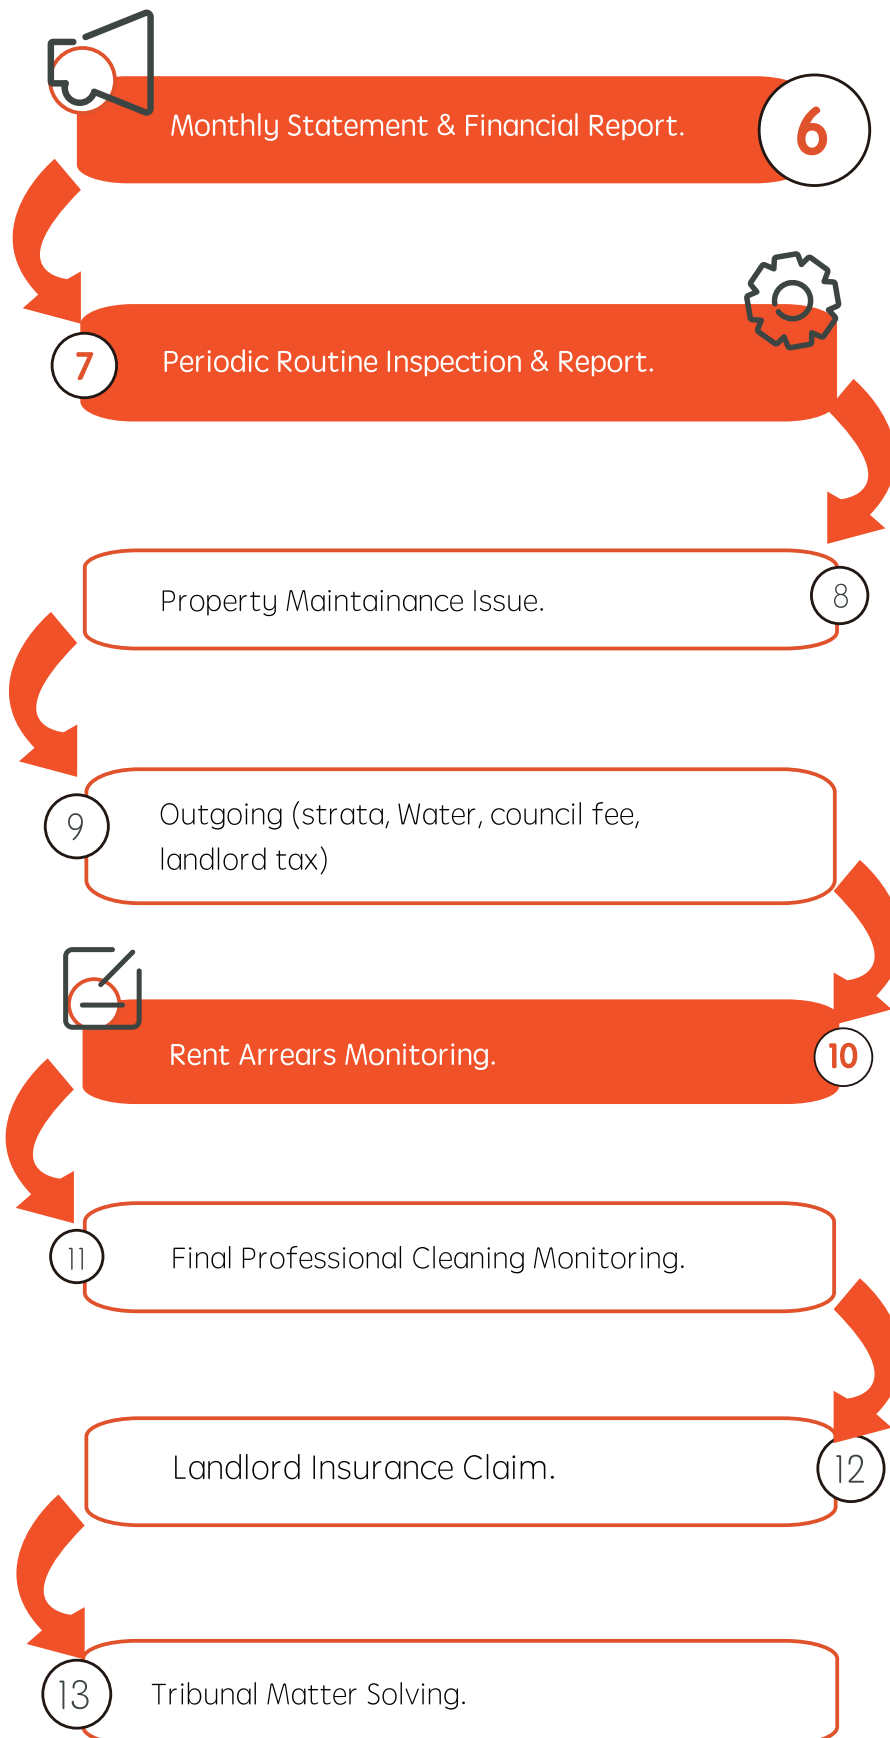 Monthly Statement & Financial Report.
6
7
Periodic Routine Inspection & Report.
Property Maintainance Issue.
8
9
Outgoing (strata, Water, council fee,
landlord tax)
Rent Arrears Monitoring.
10
11
Final Professional Cleaning Monitoring.
Landlord Insurance Claim.
12
13
Tribunal Matter Solving.